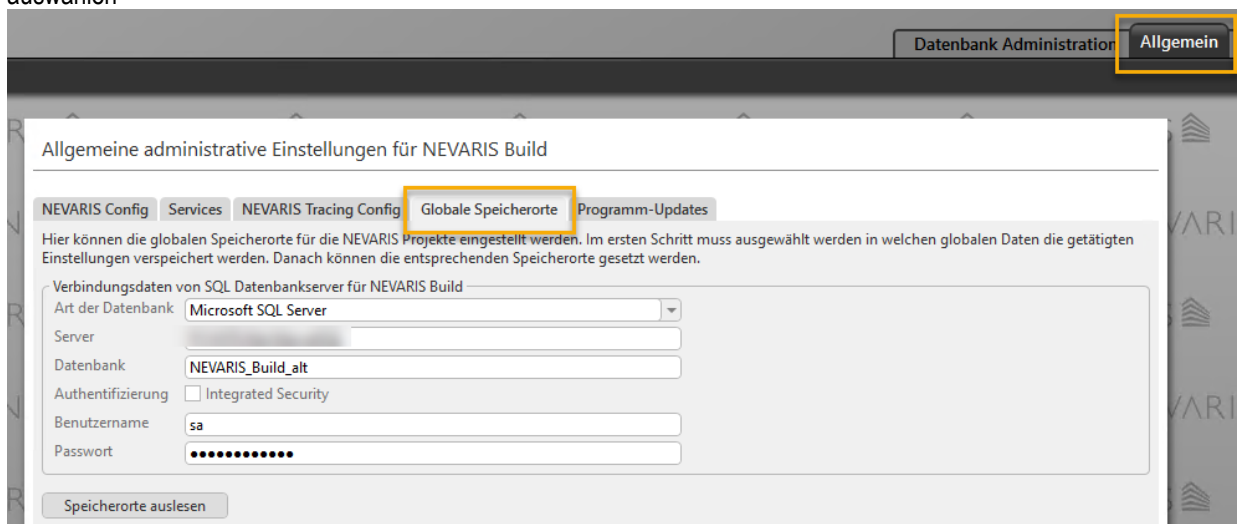 Datenbank Administration Allgemein
Allgemeine administrative Einstellungen für NEVARIS Build
NEVARIS Config Services NEVARIS Tracing Config Globale Speicherorte Programm-Updates
Hier können die globalen Speicherorte für die NEVARIS Projekte eingestellt werden. Im ersten Schritt muss ausgewählt werden in welchen globalen Daten die getätigten
Einstellungen verspeichert werden. Danach können die entsprechenden Speicherorte gesetzt werden.
Verbindungsdaten von SQL Datenbankserver für NEVARIS Build
Art der Datenbank Microsoft SQL Server
Server
Datenbank NEVARIS_Build_alt
Authentifizierung Integrated Security
Benutzername sa
Passwort ●●●●●●●●●●●●
Speicherorte auslesen